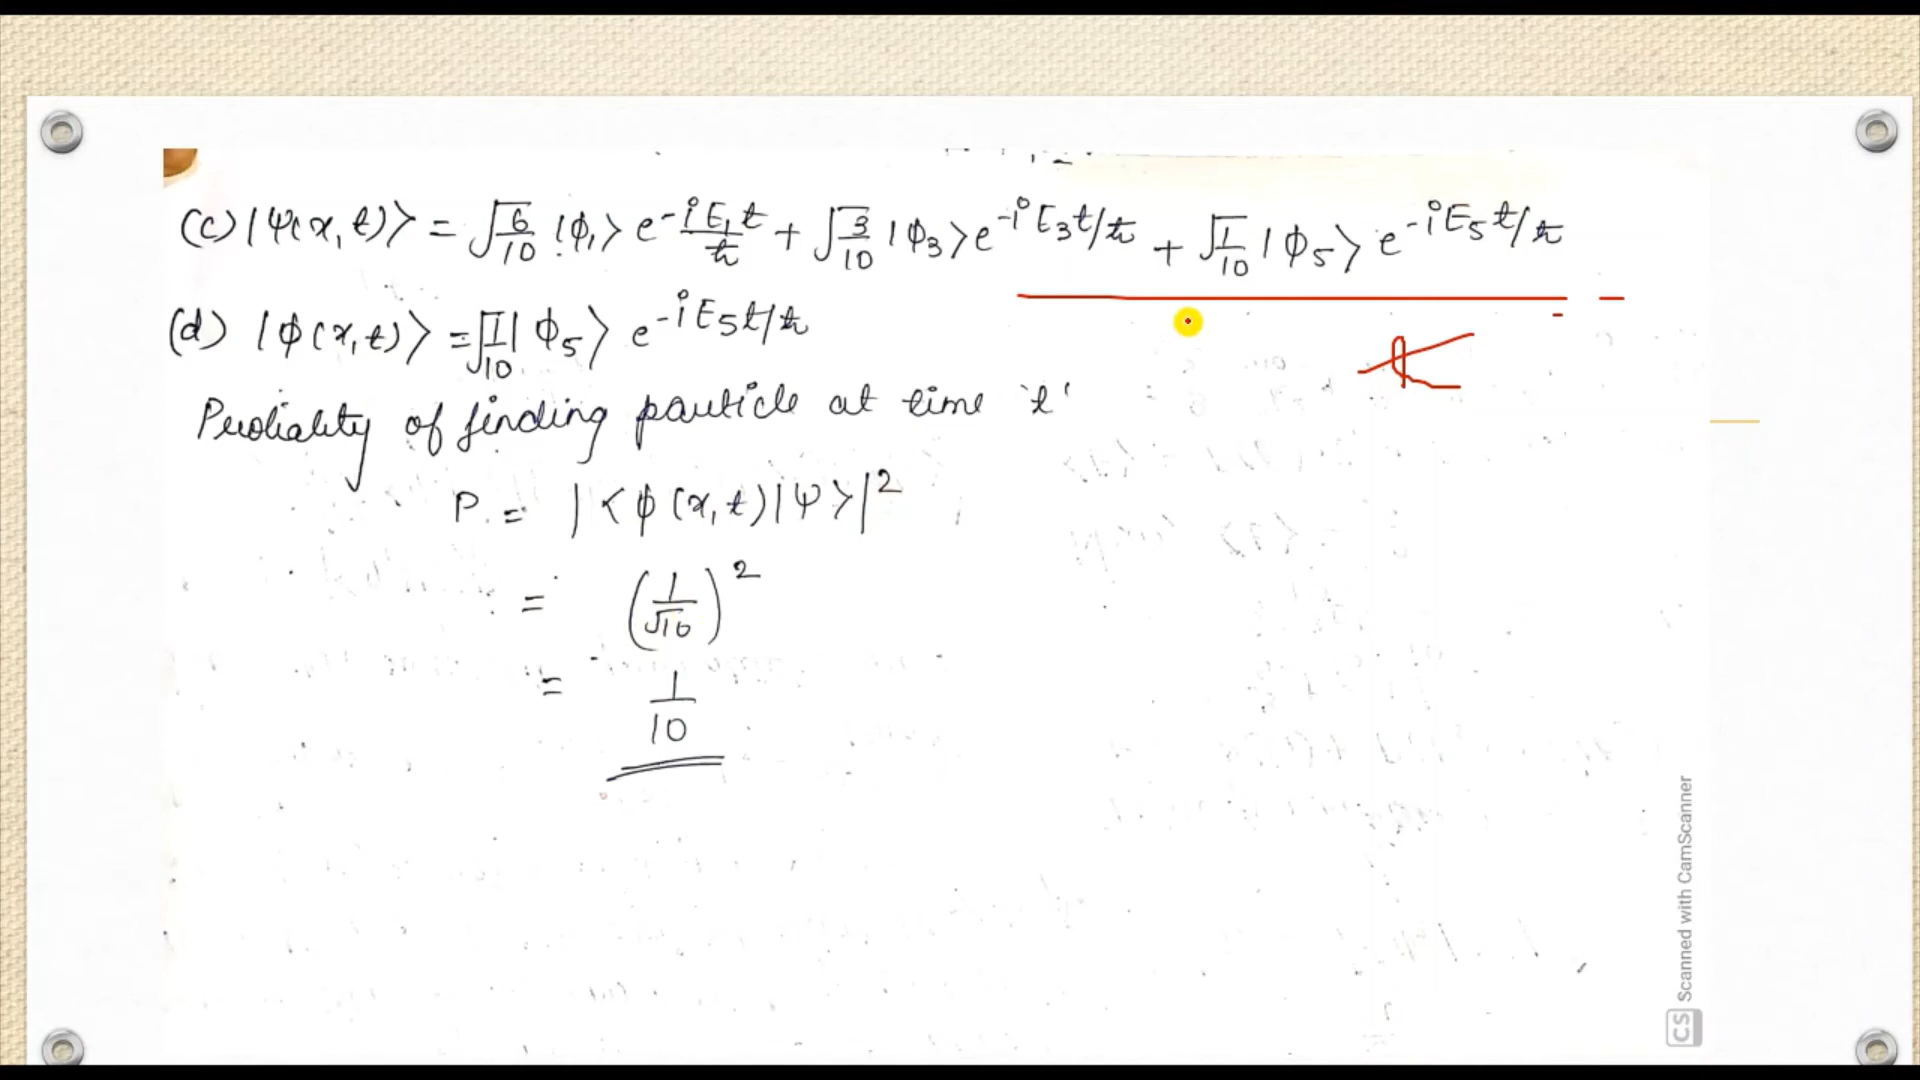 (c) |Ψ(x,t)⟩ = √6/10 |ϕ₁⟩ e^-iE₁t/ħ + √3/10 |ϕ₃⟩ e^-iE₃t/ħ + √1/10 |ϕ₅⟩ e^-iE₅t/ħ
(d) |ϕ(x,t)⟩ = √1/10 |ϕ₅⟩ e^-iE₅t/ħ
of finding particle at time 't'
P = |<ϕ(x,t)|Ψ>|²
= (1/√10)²
= 1/10
CS Scanned with CamScanner